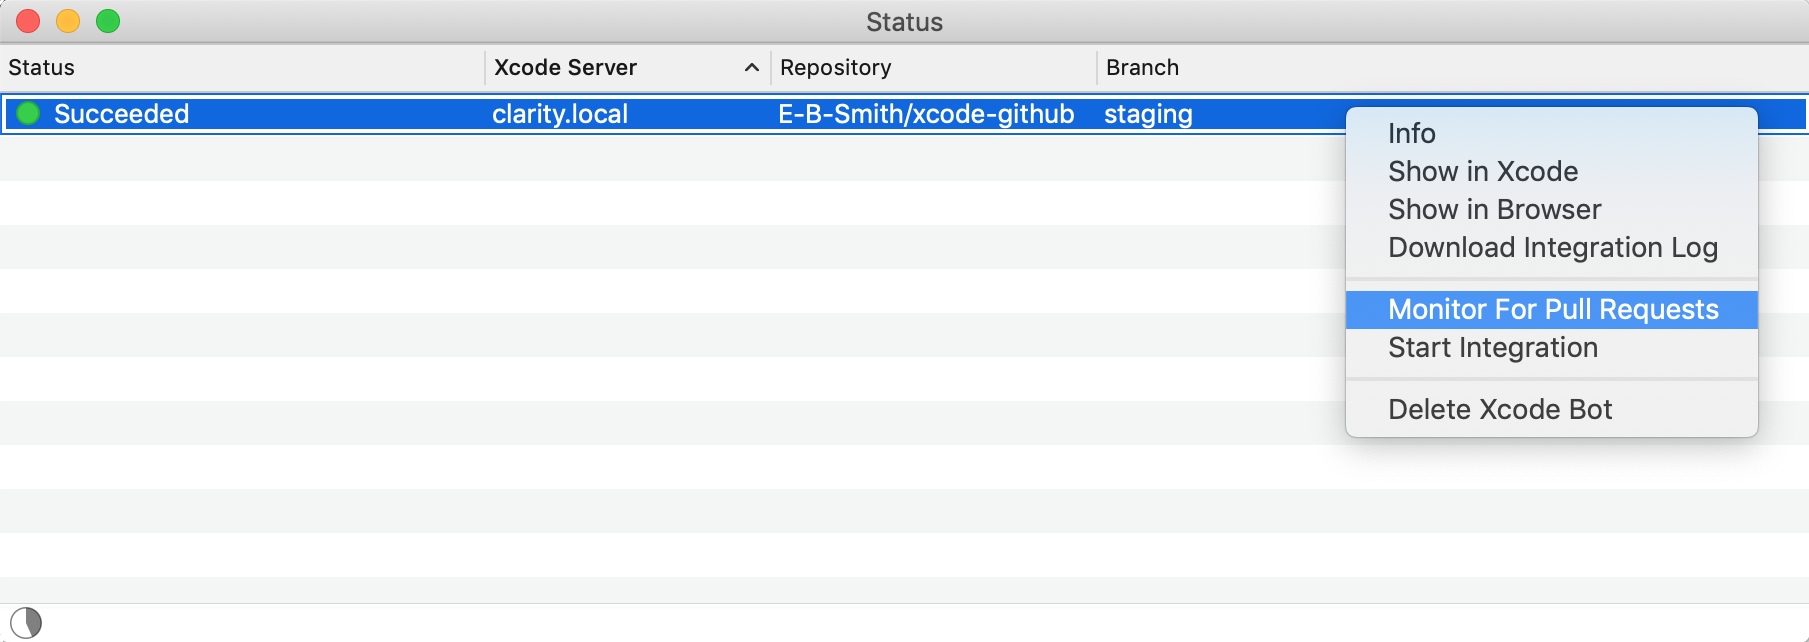 Status
Status Xcode Server Repository Branch
Succeeded clarity.local E-B-Smith/xcode-github staging
Info
Show in Xcode
Show in Browser
Download Integration Log
Monitor For Pull Requests
Start Integration
Delete Xcode Bot